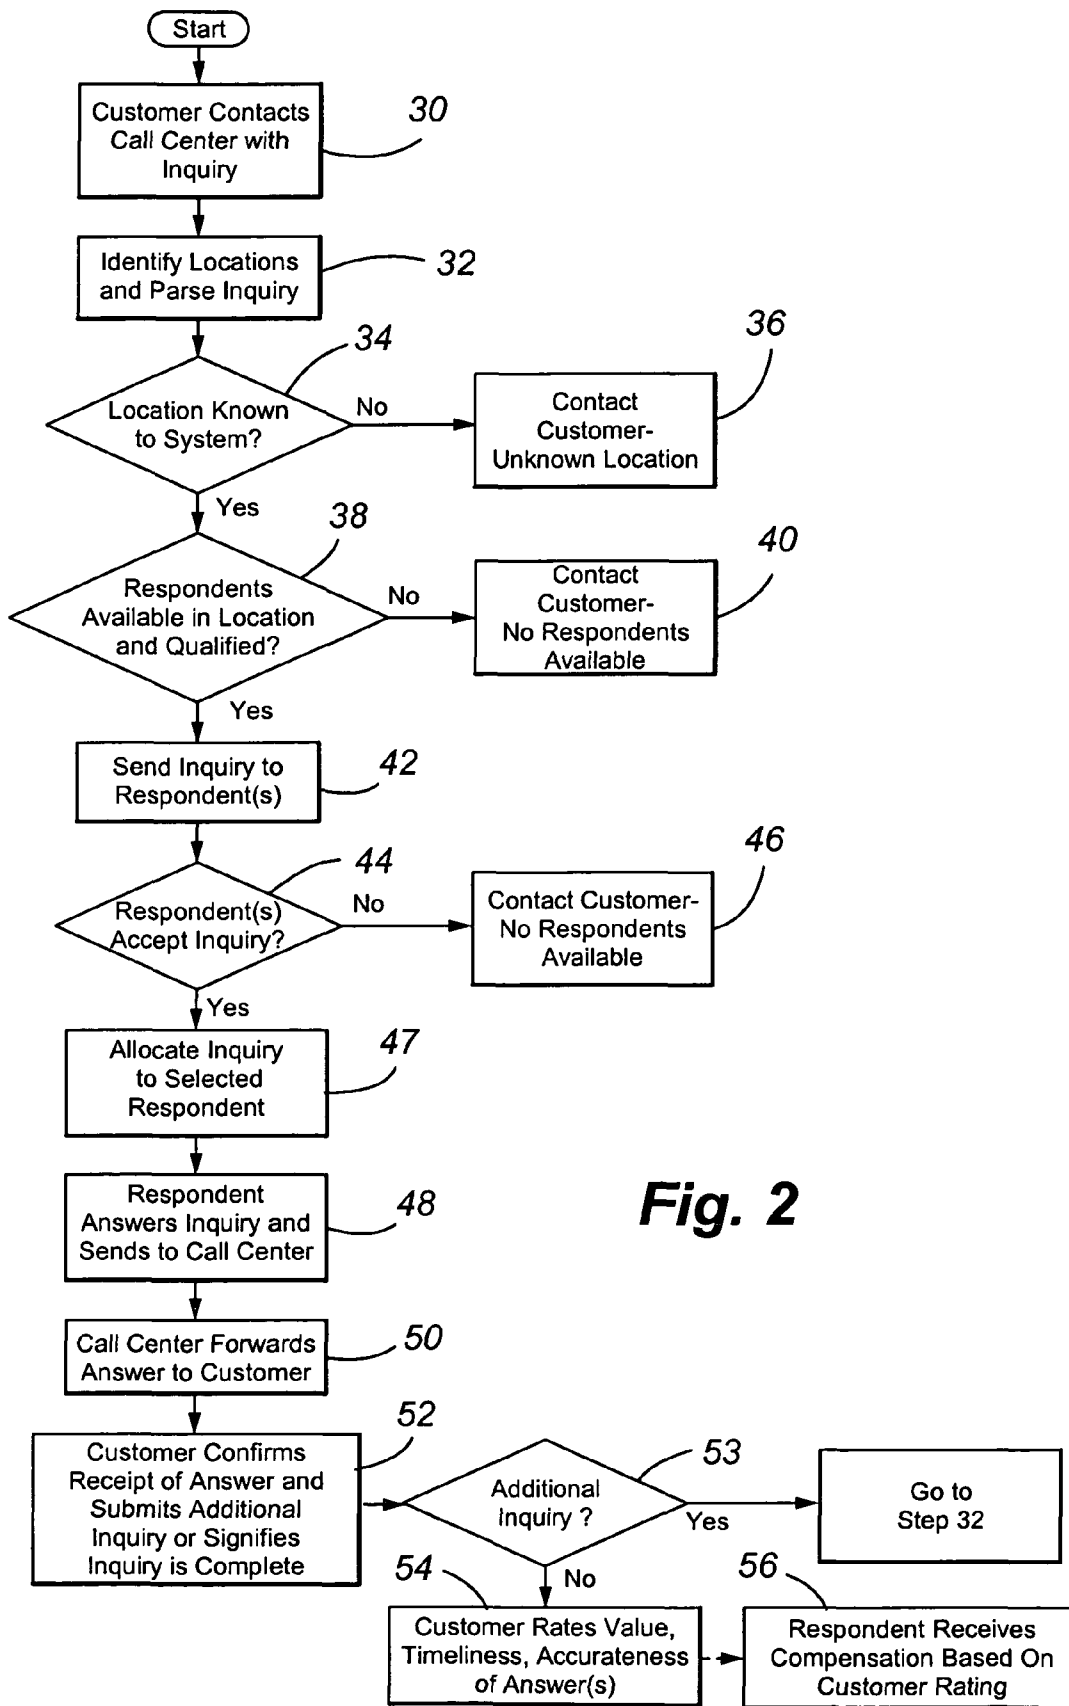 Start
Customer Contacts
Call Center with
Inquiry
30
Identify Locations
and Parse Inquiry
32
34
Location Known
to System?
No
36
Contact
Customer-
Unknown Location
Yes
38
Respondents
Available in Location
and Qualified?
No
40
Contact
Customer-
No Respondents
Available
Yes
Send Inquiry to
Respondent(s)
42
44
Respondent(s)
Accept Inquiry?
No
46
Contact Customer-
No Respondents
Available
Yes
Allocate Inquiry
to Selected
Respondent
47
Respondent
Answers Inquiry and
Sends to Call Center
48
Fig. 2
Call Center Forwards
Answer to Customer
50
52
Customer Confirms
Receipt of Answer and
Submits Additional
Inquiry or Signifies
Inquiry is Complete
53
Additional
Inquiry ?
Yes
Go to
Step 32
No
54
Customer Rates Value,
Timeliness, Accurateness
of Answer(s)
56
Respondent Receives
Compensation Based On
Customer Rating